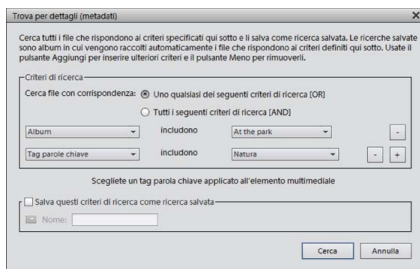 Trova per dettagli (metadati)
Cerca tutti i file che rispondono ai criteri specificati qui sotto e li salva come ricerca salvata. Le ricerche salvate
sono album in cui vengono raccolti automaticamente i file che rispondono ai criteri definiti qui sotto. Usate il
pulsante Aggiungi per inserire ulteriori criteri e il pulsante Meno per rimuoverli.
Criteri di ricerca
Cerca file con corrispondenza: Uno qualsiasi dei seguenti criteri di ricerca [OR]
Tutti i seguenti criteri di ricerca [AND]
Album includono At the park -
Tag parole chiave includono Natura - +
Scegliete un tag parola chiave applicato all'elemento multimediale
Salva questi criteri di ricerca come ricerca salvata
Nome:
Cerca Annulla